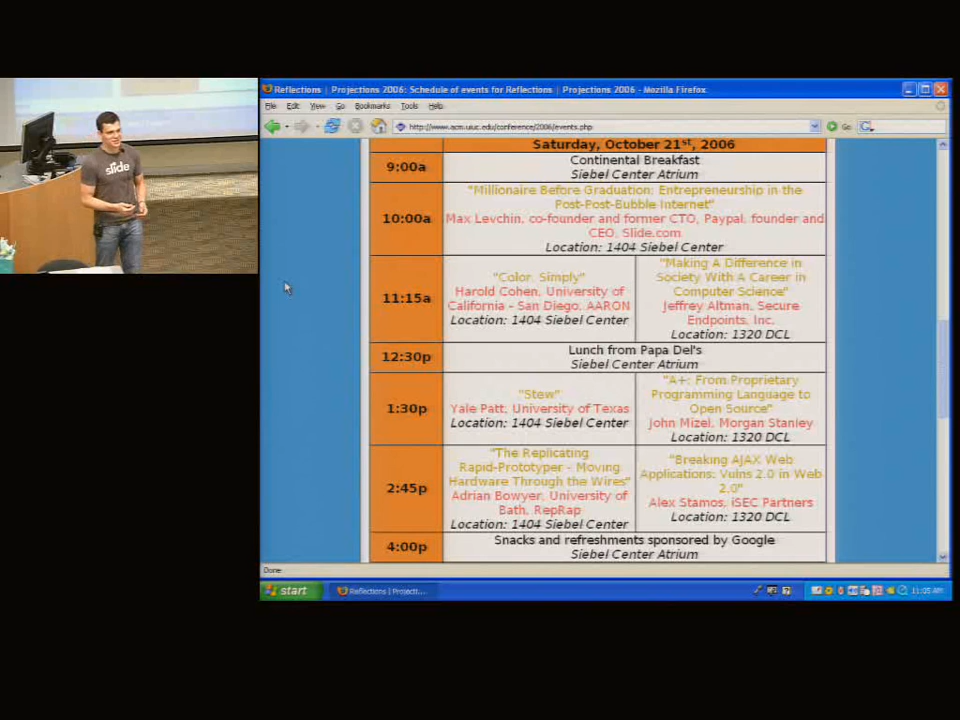 slide
Reflections | Projections 2006: Schedule of events for Reflections | Projections 2006 - Mozilla Firefox
File Edit View Go Bookmarks Tools Help
http://www.acm.uiuc.edu/conference/2006/events.php
Go
Saturday, October 21st, 2006
9:00a
Continental Breakfast
Siebel Center Atrium
10:00a
"Millionaire Before Graduation: Entrepreneurship in the
Post-Post-Bubble Internet"
Max Levchin, co-founder and former CTO, Paypal, founder and
CEO, Slide.com
Location: 1404 Siebel Center
11:15a
"Color, Simply"
Harold Cohen, University of
California - San Diego, AARON
Location: 1404 Siebel Center
"Making A Difference in
Society With A Career in
Computer Science"
Jeffrey Altman, Secure
Endpoints, Inc.
Location: 1320 DCL
12:30p
Lunch from Papa Del's
Siebel Center Atrium
1:30p
"Stew"
Yale Patt, University of Texas
Location: 1404 Siebel Center
"A+: From Proprietary
Programming Language to
Open Source"
John Mizel, Morgan Stanley
Location: 1320 DCL
2:45p
"The Replicating
Rapid-Prototyper - Moving
Hardware Through the Wires"
Adrian Bowyer, University of
Bath, RepRap
Location: 1404 Siebel Center
"Breaking AJAX Web
Applications: Vulns 2.0 in Web
2.0"
Alex Stamos, iSEC Partners
Location: 1320 DCL
4:00p
Snacks and refreshments sponsored by Google
Siebel Center Atrium
Done
start
Reflections | Projecti...
11:05 AM